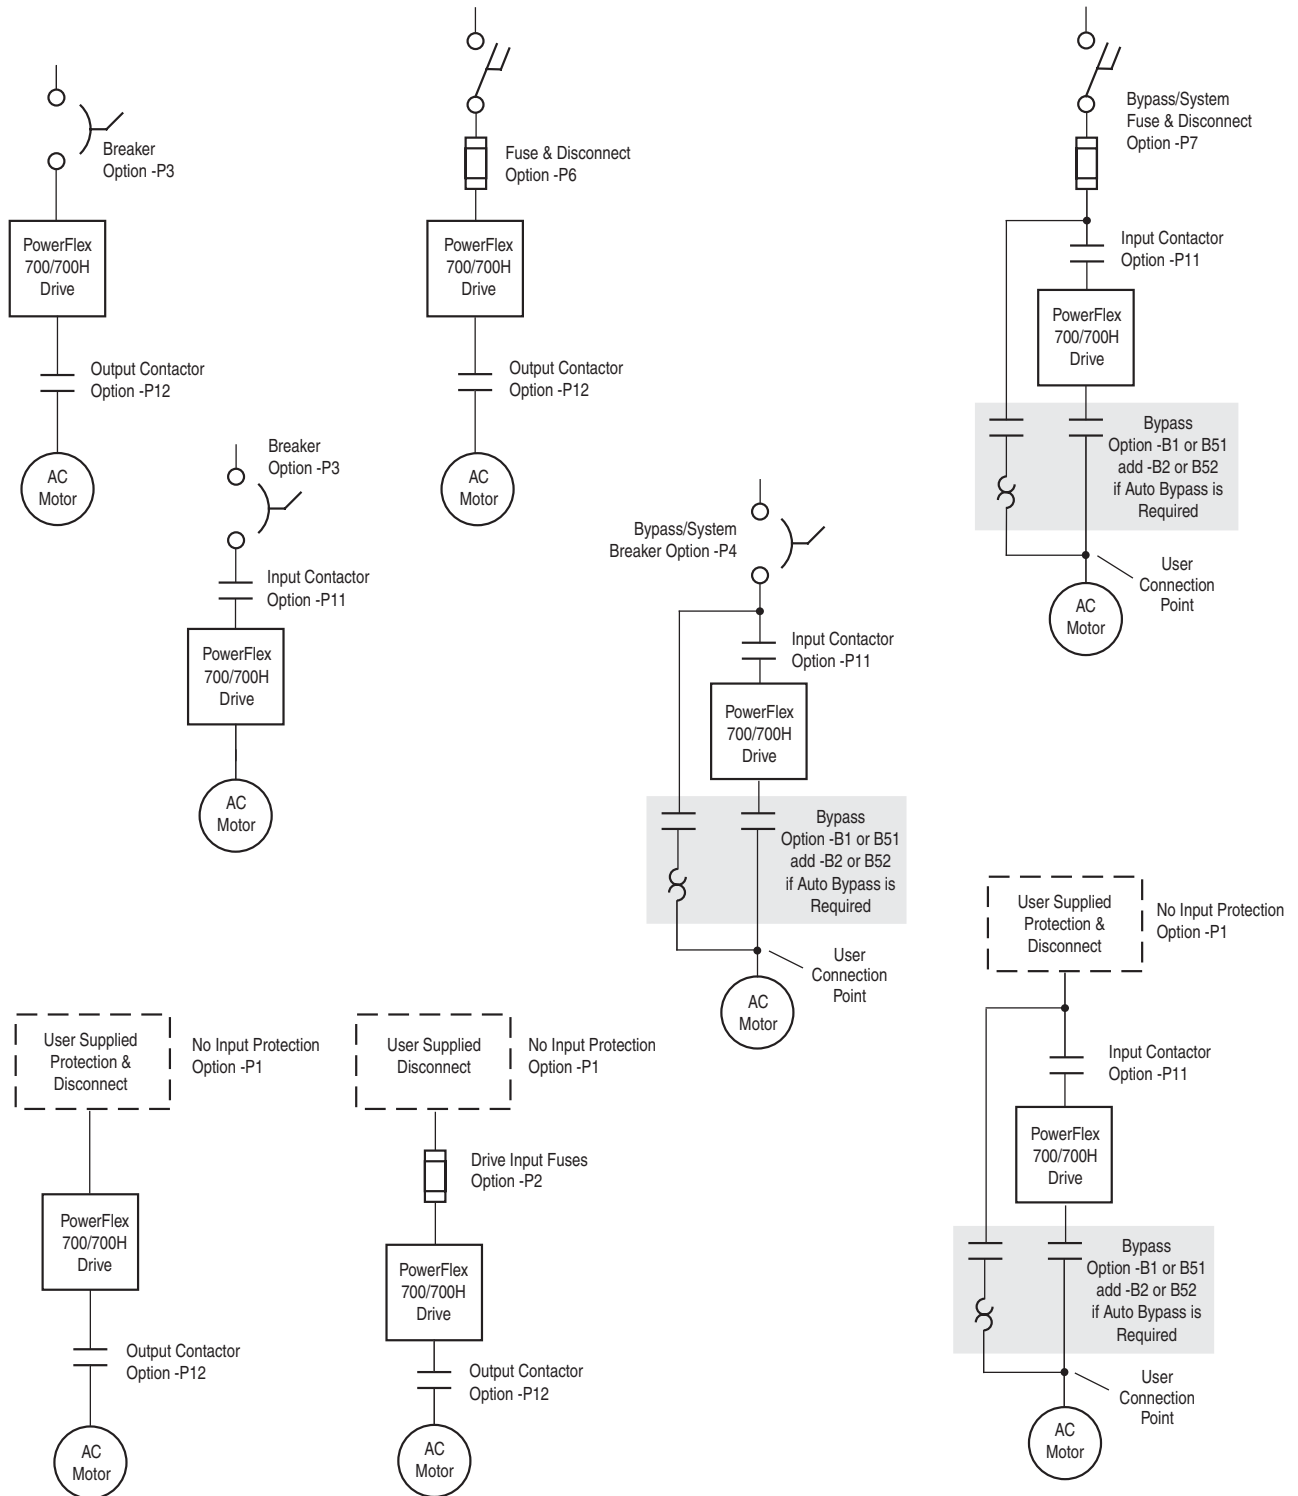 Breaker
Option -P3
PowerFlex
700/700H
Drive
Output Contactor
Option -P12
AC
Motor
Fuse & Disconnect
Option -P6
PowerFlex
700/700H
Drive
Output Contactor
Option -P12
AC
Motor
Bypass/System
Fuse & Disconnect
Option -P7
Input Contactor
Option -P11
PowerFlex
700/700H
Drive
Bypass
Option -B1 or B51
add -B2 or B52
if Auto Bypass is
Required
User
Connection
Point
AC
Motor
Breaker
Option -P3
Input Contactor
Option -P11
PowerFlex
700/700H
Drive
AC
Motor
Bypass/System
Breaker Option -P4
Input Contactor
Option -P11
PowerFlex
700/700H
Drive
Bypass
Option -B1 or B51
add -B2 or B52
if Auto Bypass is
Required
User
Connection
Point
AC
Motor
User Supplied
Protection &
Disconnect
No Input Protection
Option -P1
PowerFlex
700/700H
Drive
Output Contactor
Option -P12
AC
Motor
User Supplied
Disconnect
No Input Protection
Option -P1
Drive Input Fuses
Option -P2
PowerFlex
700/700H
Drive
Output Contactor
Option -P12
AC
Motor
User Supplied
Protection &
Disconnect
No Input Protection
Option -P1
Input Contactor
Option -P11
PowerFlex
700/700H
Drive
Bypass
Option -B1 or B51
add -B2 or B52
if Auto Bypass is
Required
User
Connection
Point
AC
Motor